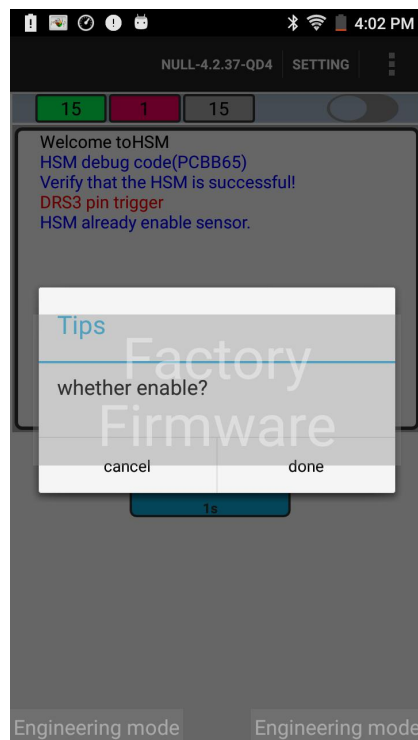 4:02 PM
NULL-4.2.37-QD4 SETTING
15 1 15
Welcome toHSM
HSM debug code(PCBB65)
Verify that the HSM is successful!
DRS3 pin trigger
HSM already enable sensor.
Tips
Factory
whether enable?
Firmware
cancel done
1s
Engineering mode Engineering mode